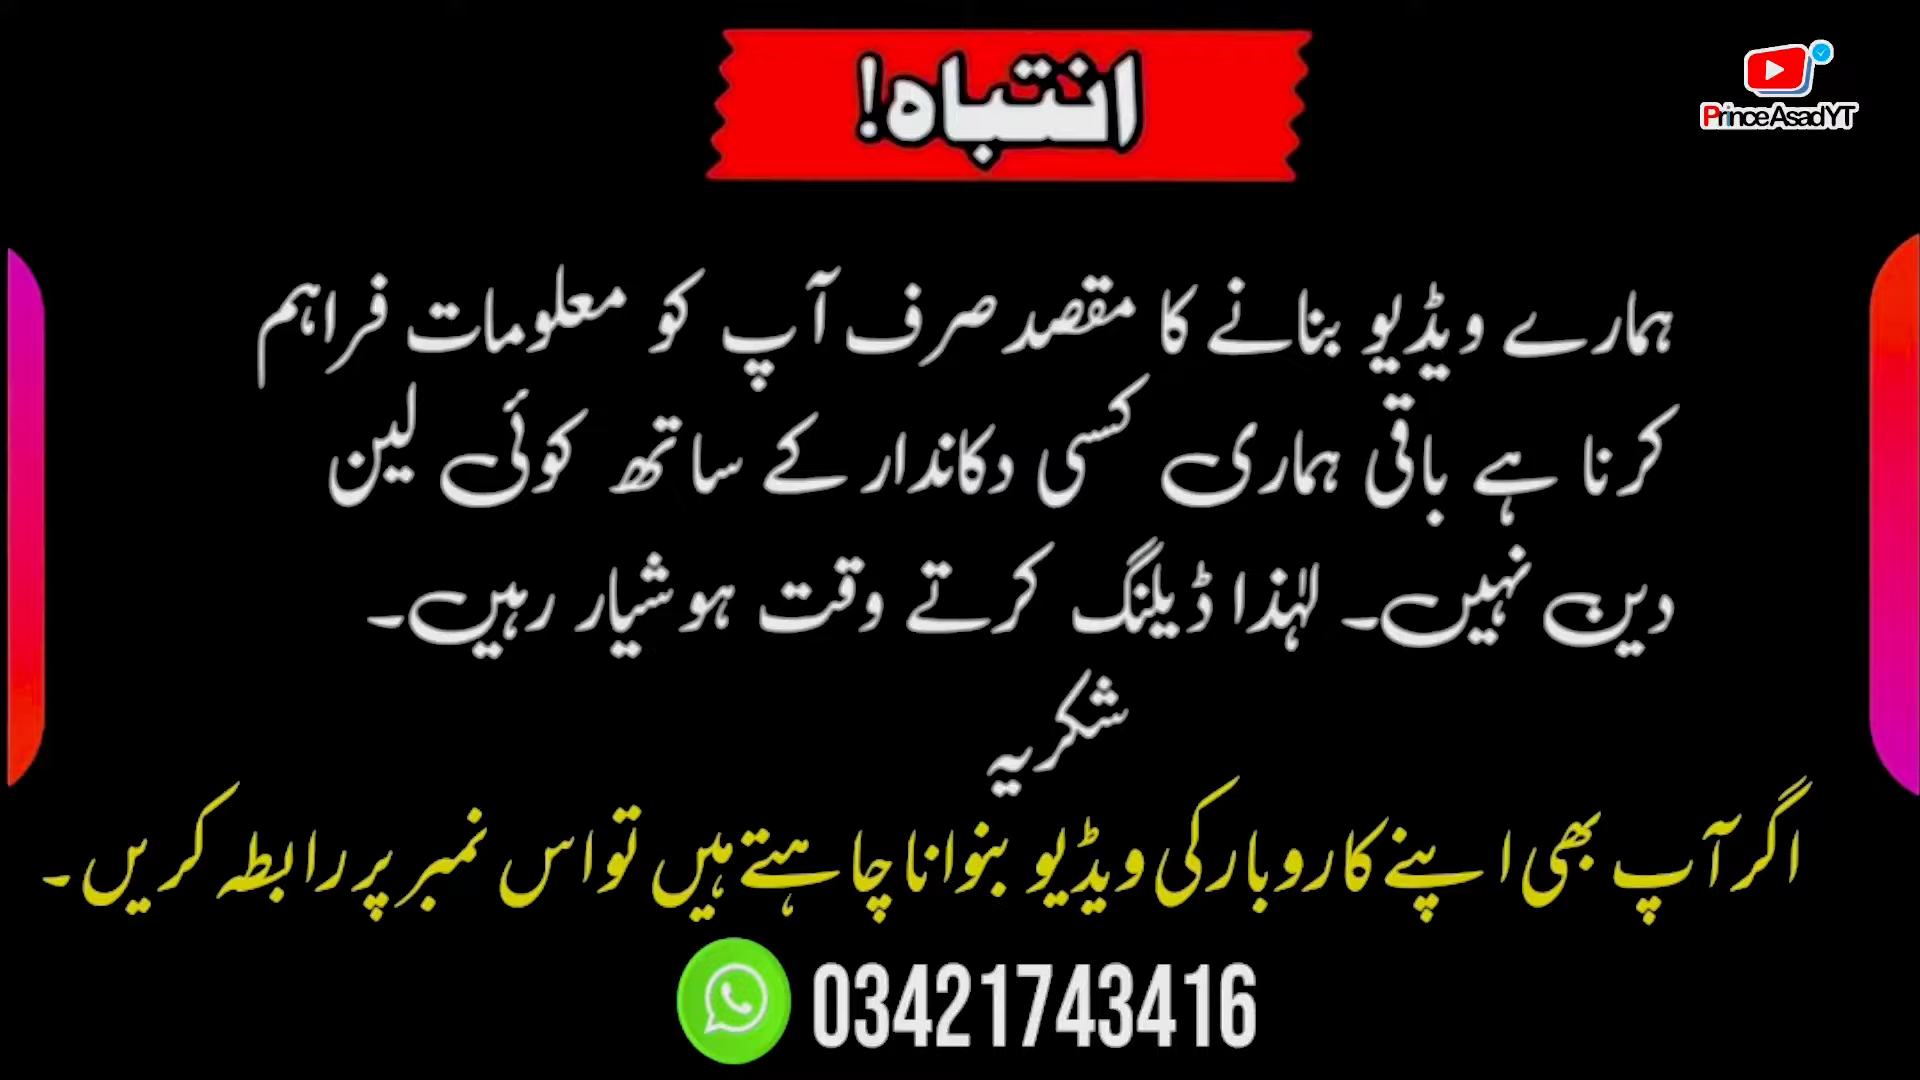 انتباہ!
PrinceAsadYT
ہمارے ویڈیو بنانے کا مقصد صرف آپ کو معلومات فراہم
کرنا ہے باقی ہماری کسی دکاندار کے ساتھ کوئی لین
دین نہیں۔ لہٰذا ڈیلنگ کرتے وقت ہوشیار رہیں۔
شکریہ
اگر آپ بھی اپنے کاروبار کی ویڈیو بنوانا چاہتے ہیں تو اس نمبر پر رابطہ کریں۔
03421743416